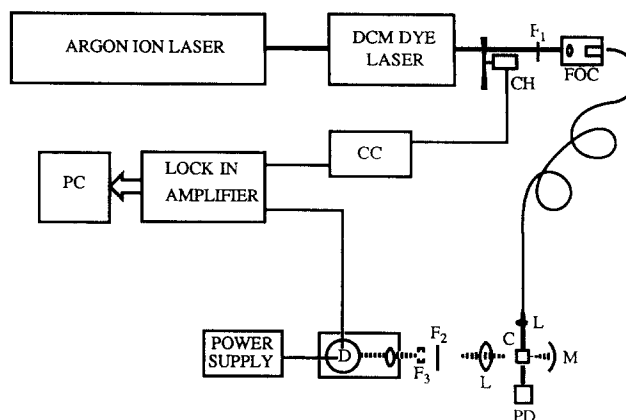 ARGON ION LASER
DCM DYE
LASER
F1
FOC
CH
CC
PC
LOCK IN
AMPLIFIER
POWER
SUPPLY
D
F3
F2
L
L
C
M
PD